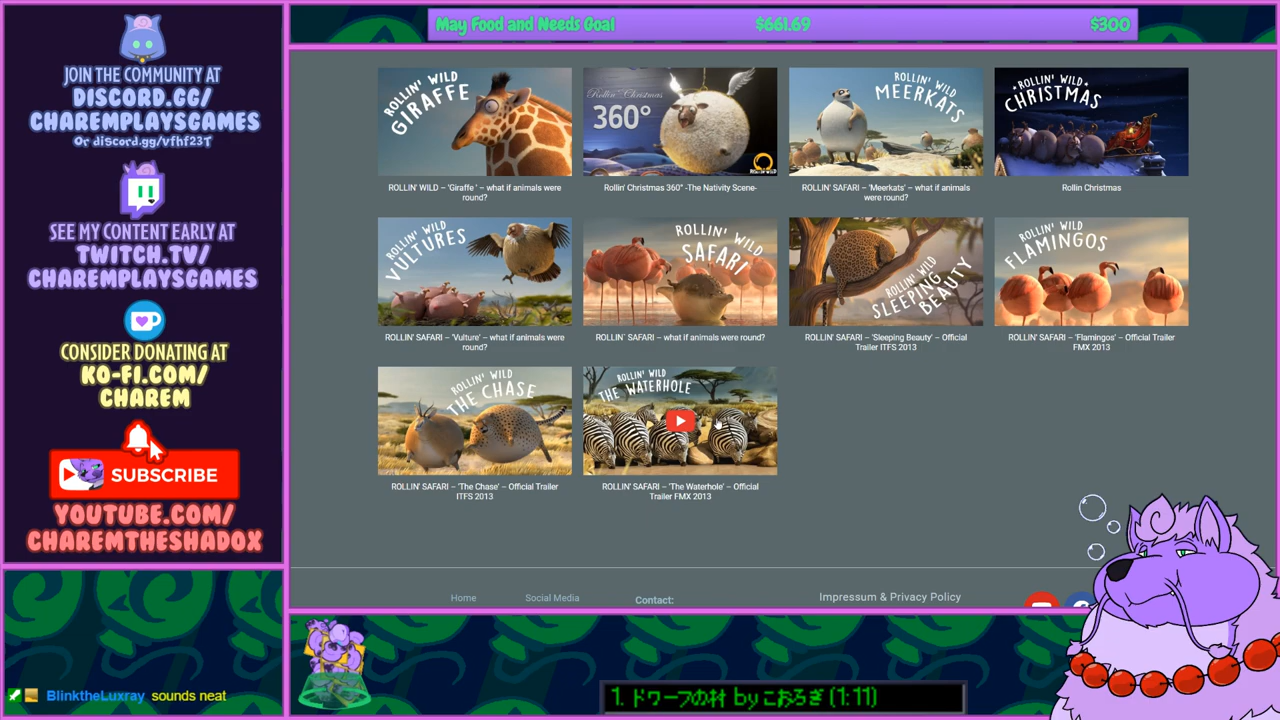 May Food and Needs Goal $661.69 $300
JOIN THE COMMUNITY AT
DISCORD.GG/
CHAREMPLAYSGAMES
Or discord.gg/vfhf23T
SEE MY CONTENT EARLY AT
TWITCH.TV/
CHAREMPLAYSGAMES
CONSIDER DONATING AT
KO-FI.COM/
CHAREM
SUBSCRIBE
YOUTUBE.COM/
CHAREMTHESHADOX
ROLLIN' WILD
GIRAFFE
ROLLIN' WILD – 'Giraffe ' – what if animals
were round?
Rollin' Christmas
360°
ROLLIN' WILD
Rollin' Christmas 360° -The Nativity Scene-
ROLLIN' WILD
MEERKATS
ROLLIN' SAFARI – 'Meerkats' – what if animals
were round?
ROLLIN' WILD
CHRISTMAS
Rollin Christmas
ROLLIN' WILD
VULTURES
ROLLIN' SAFARI – 'Vulture' – what if animals were
round?
ROLLIN' WILD
SAFARI
ROLLIN` SAFARI – what if animals were round?
ROLLIN' WILD
SLEEPING
BEAUTY
ROLLIN' SAFARI – 'Sleeping Beauty' – Official
Trailer ITFS 2013
ROLLIN' WILD
FLAMINGOS
ROLLIN' SAFARI – 'Flamingos' – Official Trailer
FMX 2013
ROLLIN' WILD
THE CHASE
ROLLIN' SAFARI – 'The Chase' – Official Trailer
ITFS 2013
ROLLIN' WILD
THE WATERHOLE
ROLLIN' SAFARI – 'The Waterhole' – Official
Trailer FMX 2013
Home
Social Media
Contact:
Impressum & Privacy Policy
BlinktheLuxray sounds neat
1. ドワーフの村 by こおろぎ (1:11)